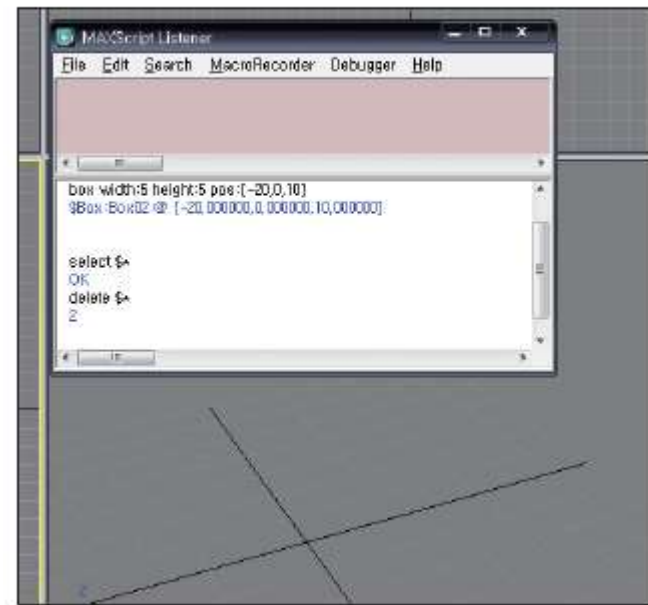 MAXScript Listener
File Edit Search MacroRecorder Debugger Help
box width:5 height:5 pos:[-20,0,10]
$Box:Box02 @ [-20,000000,0,000000,10,000000]
select $*
OK
delete $*
2
z